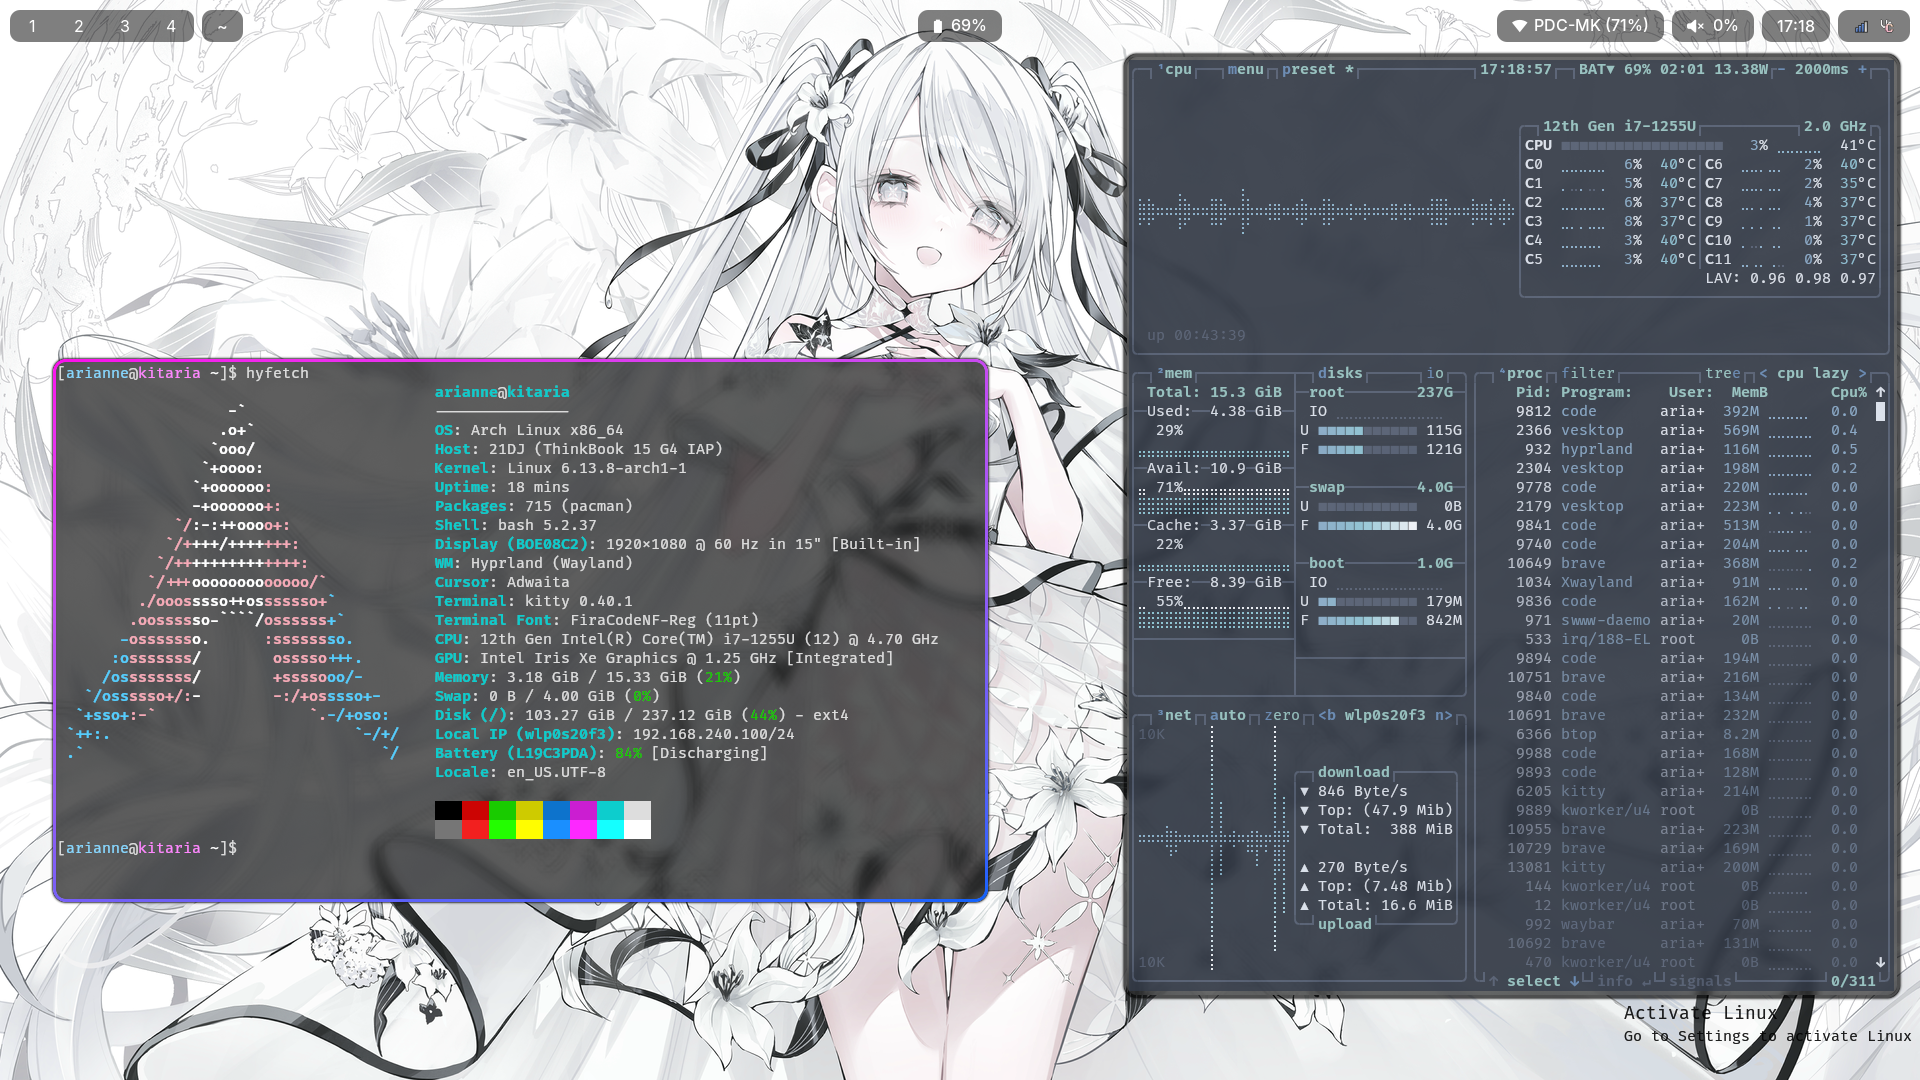 1 2 3 4 ~ 69% PDC-MK (71%) 0% 17:18
[arianne@kitaria ~]$ hyfetch
arianne@kitaria
OS: Arch Linux x86_64
Host: 21DJ (ThinkBook 15 G4 IAP)
Kernel: Linux 6.13.8-arch1-1
Uptime: 18 mins
Packages: 715 (pacman)
Shell: bash 5.2.37
Display (BOE08C2): 1920×1080 @ 60 Hz in 15" [Built-in]
WM: Hyprland (Wayland)
Cursor: Adwaita
Terminal: kitty 0.40.1
Terminal Font: FiraCodeNF-Reg (11pt)
CPU: 12th Gen Intel(R) Core(TM) i7-1255U (12) @ 4.70 GHz
GPU: Intel Iris Xe Graphics @ 1.25 GHz [Integrated]
Memory: 3.18 GiB / 15.33 GiB (21%)
Swap: 0 B / 4.00 GiB (0%)
Disk (/): 103.27 GiB / 237.12 GiB (44%) - ext4
Local IP (wlp0s20f3): 192.168.240.100/24
Battery (L19C3PDA): 84% [Discharging]
Locale: en_US.UTF-8
[arianne@kitaria ~]$
¹cpu menu preset * 17:18:57 BAT▼ 69% 02:01 13.38W - 2000ms +
12th Gen i7-1255U 2.0 GHz
CPU 3% 41°C
C0 6% 40°C C6 2% 40°C
C1 5% 40°C C7 2% 35°C
C2 6% 37°C C8 4% 37°C
C3 8% 37°C C9 1% 37°C
C4 3% 40°C C10 0% 37°C
C5 3% 40°C C11 0% 37°C
LAV: 0.96 0.98 0.97
up 00:43:39
²mem
Total: 15.3 GiB
Used: 4.38 GiB
29%
Avail: 10.9 GiB
71%
Cache: 3.37 GiB
22%
Free: 8.39 GiB
55%
disks io
root 237G
IO
U 115G
F 121G
swap 4.0G
U 0B
F 4.0G
boot 1.0G
IO
U 179M
F 842M
³net auto zero <b wlp0s20f3 n>
10K
download
▼ 846 Byte/s
▼ Top: (47.9 Mib)
▼ Total: 388 MiB
▲ 270 Byte/s
▲ Top: (7.48 Mib)
▲ Total: 16.6 MiB
upload
10K
⁴proc filter tree < cpu lazy >
Pid: Program: User: MemB Cpu% ↑
9812 code aria+ 392M 0.0
2366 vesktop aria+ 569M 0.4
932 hyprland aria+ 116M 0.5
2304 vesktop aria+ 198M 0.2
9778 code aria+ 220M 0.0
2179 vesktop aria+ 223M 0.0
9841 code aria+ 513M 0.0
9740 code aria+ 204M 0.0
10649 brave aria+ 368M 0.2
1034 Xwayland aria+ 91M 0.0
9836 code aria+ 162M 0.0
971 swww-daemo aria+ 20M 0.0
533 irq/188-EL root 0B 0.0
9894 code aria+ 194M 0.0
10751 brave aria+ 216M 0.0
9840 code aria+ 134M 0.0
10691 brave aria+ 232M 0.0
6366 btop aria+ 8.2M 0.0
9988 code aria+ 168M 0.0
9893 code aria+ 128M 0.0
6205 kitty aria+ 214M 0.0
9889 kworker/u4 root 0B 0.0
10955 brave aria+ 223M 0.0
10729 brave aria+ 169M 0.0
13081 kitty aria+ 200M 0.0
144 kworker/u4 root 0B 0.0
12 kworker/u4 root 0B 0.0
992 waybar aria+ 70M 0.0
10692 brave aria+ 131M 0.0
470 kworker/u4 root 0B 0.0 ↓
↑ select ↓ info ↵ signals 0/311
Activate Linux
Go to Settings to activate Linux